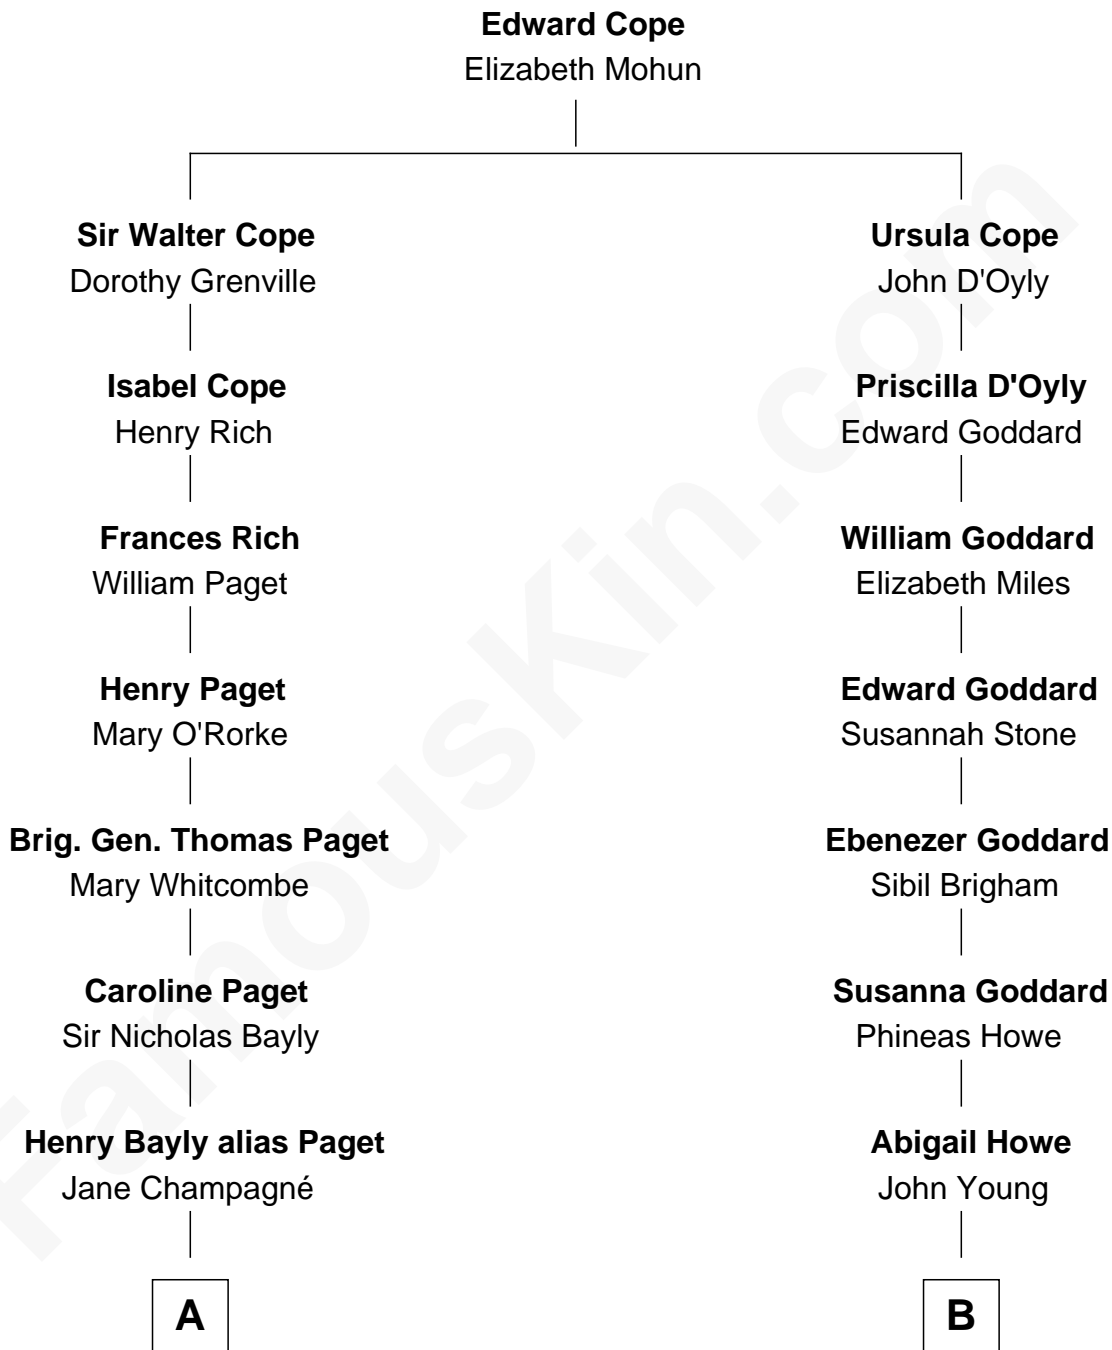 Edward Cope
Elizabeth Mohun
Sir Walter Cope
Dorothy Grenville
Ursula Cope
John D'Oyly
Isabel Cope
Henry Rich
Priscilla D'Oyly
Edward Goddard
Frances Rich
William Paget
William Goddard
Elizabeth Miles
Henry Paget
Mary O'Rorke
Edward Goddard
Susannah Stone
Brig. Gen. Thomas Paget
Mary Whitcombe
Ebenezer Goddard
Sibil Brigham
Caroline Paget
Sir Nicholas Bayly
Susanna Goddard
Phineas Howe
Henry Bayly alias Paget
Jane Champagné
Abigail Howe
John Young
A
B
FamousKin.com